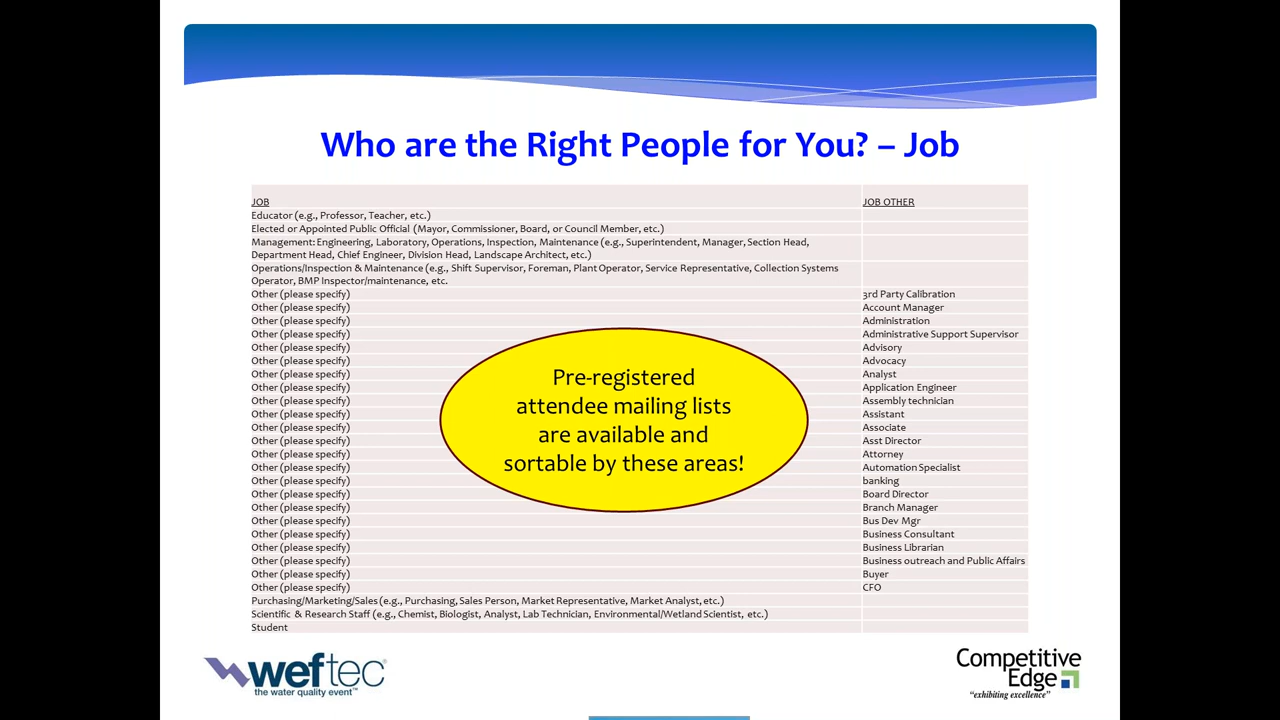 Who are the Right People for You? – Job
JOB JOB OTHER
Educator (e.g., Professor, Teacher, etc.)
Elected or Appointed Public Official (Mayor, Commissioner, Board, or Council Member, etc.)
Management: Engineering, Laboratory, Operations, Inspection, Maintenance (e.g., Superintendent, Manager, Section Head,
Department Head, Chief Engineer, Division Head, Landscape Architect, etc.)
Operations/Inspection & Maintenance (e.g., Shift Supervisor, Foreman, Plant Operator, Service Representative, Collection Systems
Operator, BMP Inspector/maintenance, etc.
Other (please specify) 3rd Party Calibration
Other (please specify) Account Manager
Other (please specify) Administration
Other (please specify) Administrative Support Supervisor
Other (please specify) Advisory
Other (please specify) Advocacy
Other (please specify) Analyst
Other (please specify) Application Engineer
Other (please specify) Assembly technician
Other (please specify) Assistant
Other (please specify) Associate
Other (please specify) Asst Director
Other (please specify) Attorney
Other (please specify) Automation Specialist
Other (please specify) banking
Other (please specify) Board Director
Other (please specify) Branch Manager
Other (please specify) Bus Dev Mgr
Other (please specify) Business Consultant
Other (please specify) Business Librarian
Other (please specify) Business outreach and Public Affairs
Other (please specify) Buyer
Other (please specify) CFO
Purchasing/Marketing/Sales (e.g., Purchasing, Sales Person, Market Representative, Market Analyst, etc.)
Scientific & Research Staff (e.g., Chemist, Biologist, Analyst, Lab Technician, Environmental/Wetland Scientist, etc.)
Student
Pre-registered
attendee mailing lists
are available and
sortable by these areas!
weftec®
the water quality event™
Competitive
Edge
"exhibiting excellence"